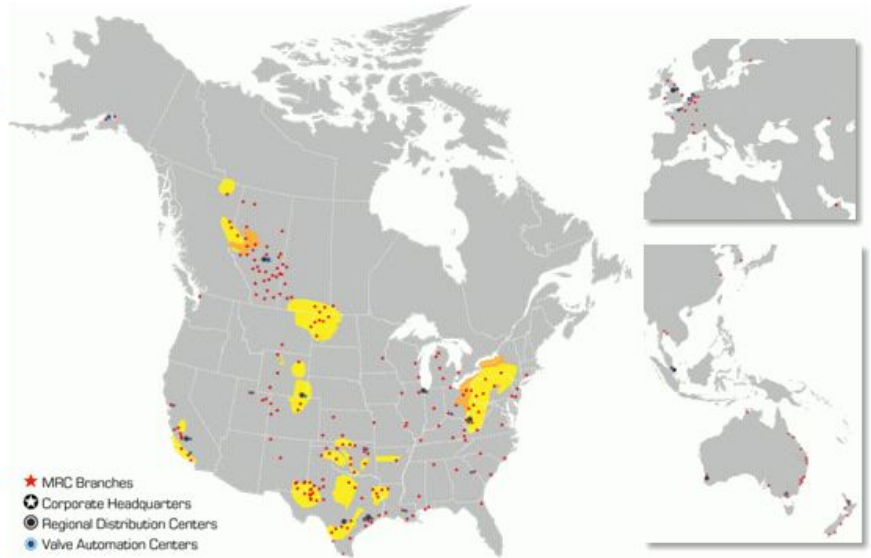 MRC Branches
Corporate Headquarters
Regional Distribution Centers
Valve Automation Centers